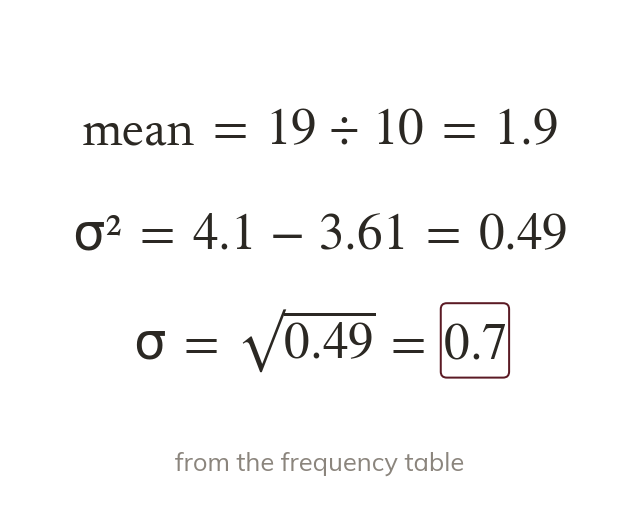 mean = 19 ÷ 10 = 1.9
σ² = 4.1 − 3.61 = 0.49
σ = √0.49 = 0.7
from the frequency table